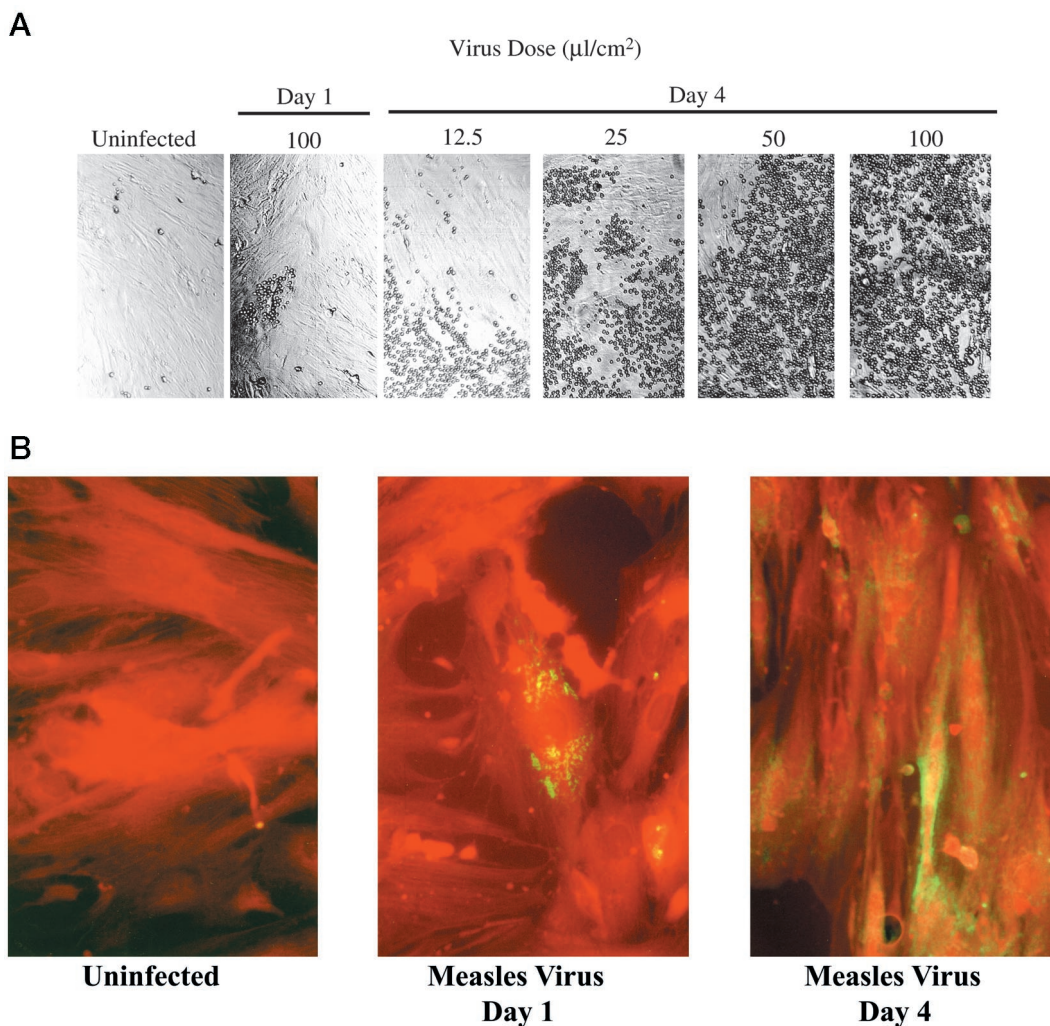 A
Virus Dose (μl/cm²)
Day 1
Day 4
Uninfected
100
12.5
25
50
100
B
Uninfected
Measles Virus
Day 1
Measles Virus
Day 4